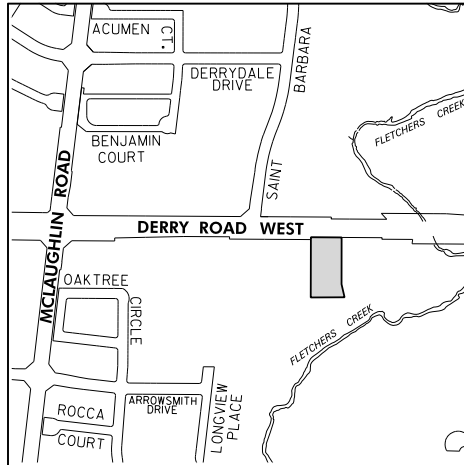 ACUMEN
CT.
BARBARA
DERRYDALE
DRIVE
FLETCHERS CREEK
BENJAMIN
COURT
MCLAUGHLIN ROAD
SAINT
DERRY ROAD WEST
OAKTREE
CIRCLE
FLETCHERS CREEK
ARROWSMITH
DRIVE
LONGVIEW
PLACE
ROCCA
COURT